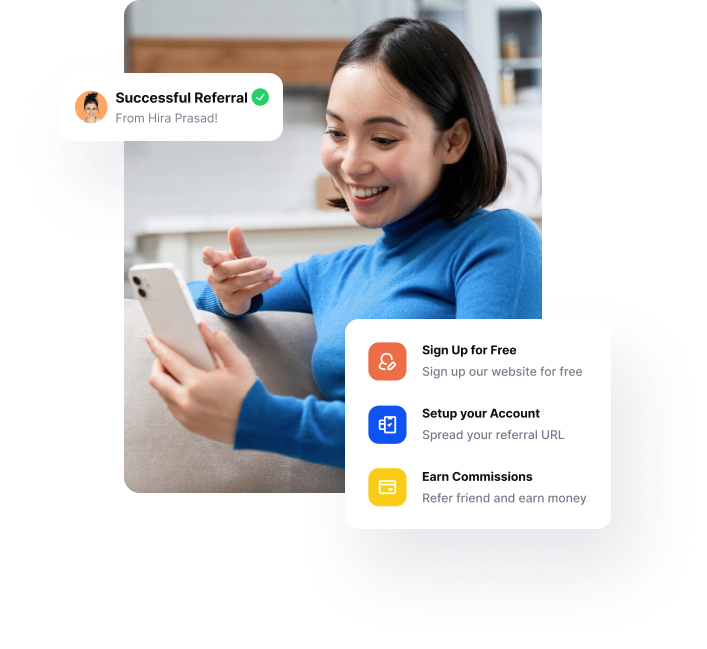 Successful Referral
From Hira Prasad!
Sign Up for Free
Sign up our website for free
Setup your Account
Spread your referral URL
Earn Commissions
Refer friend and earn money